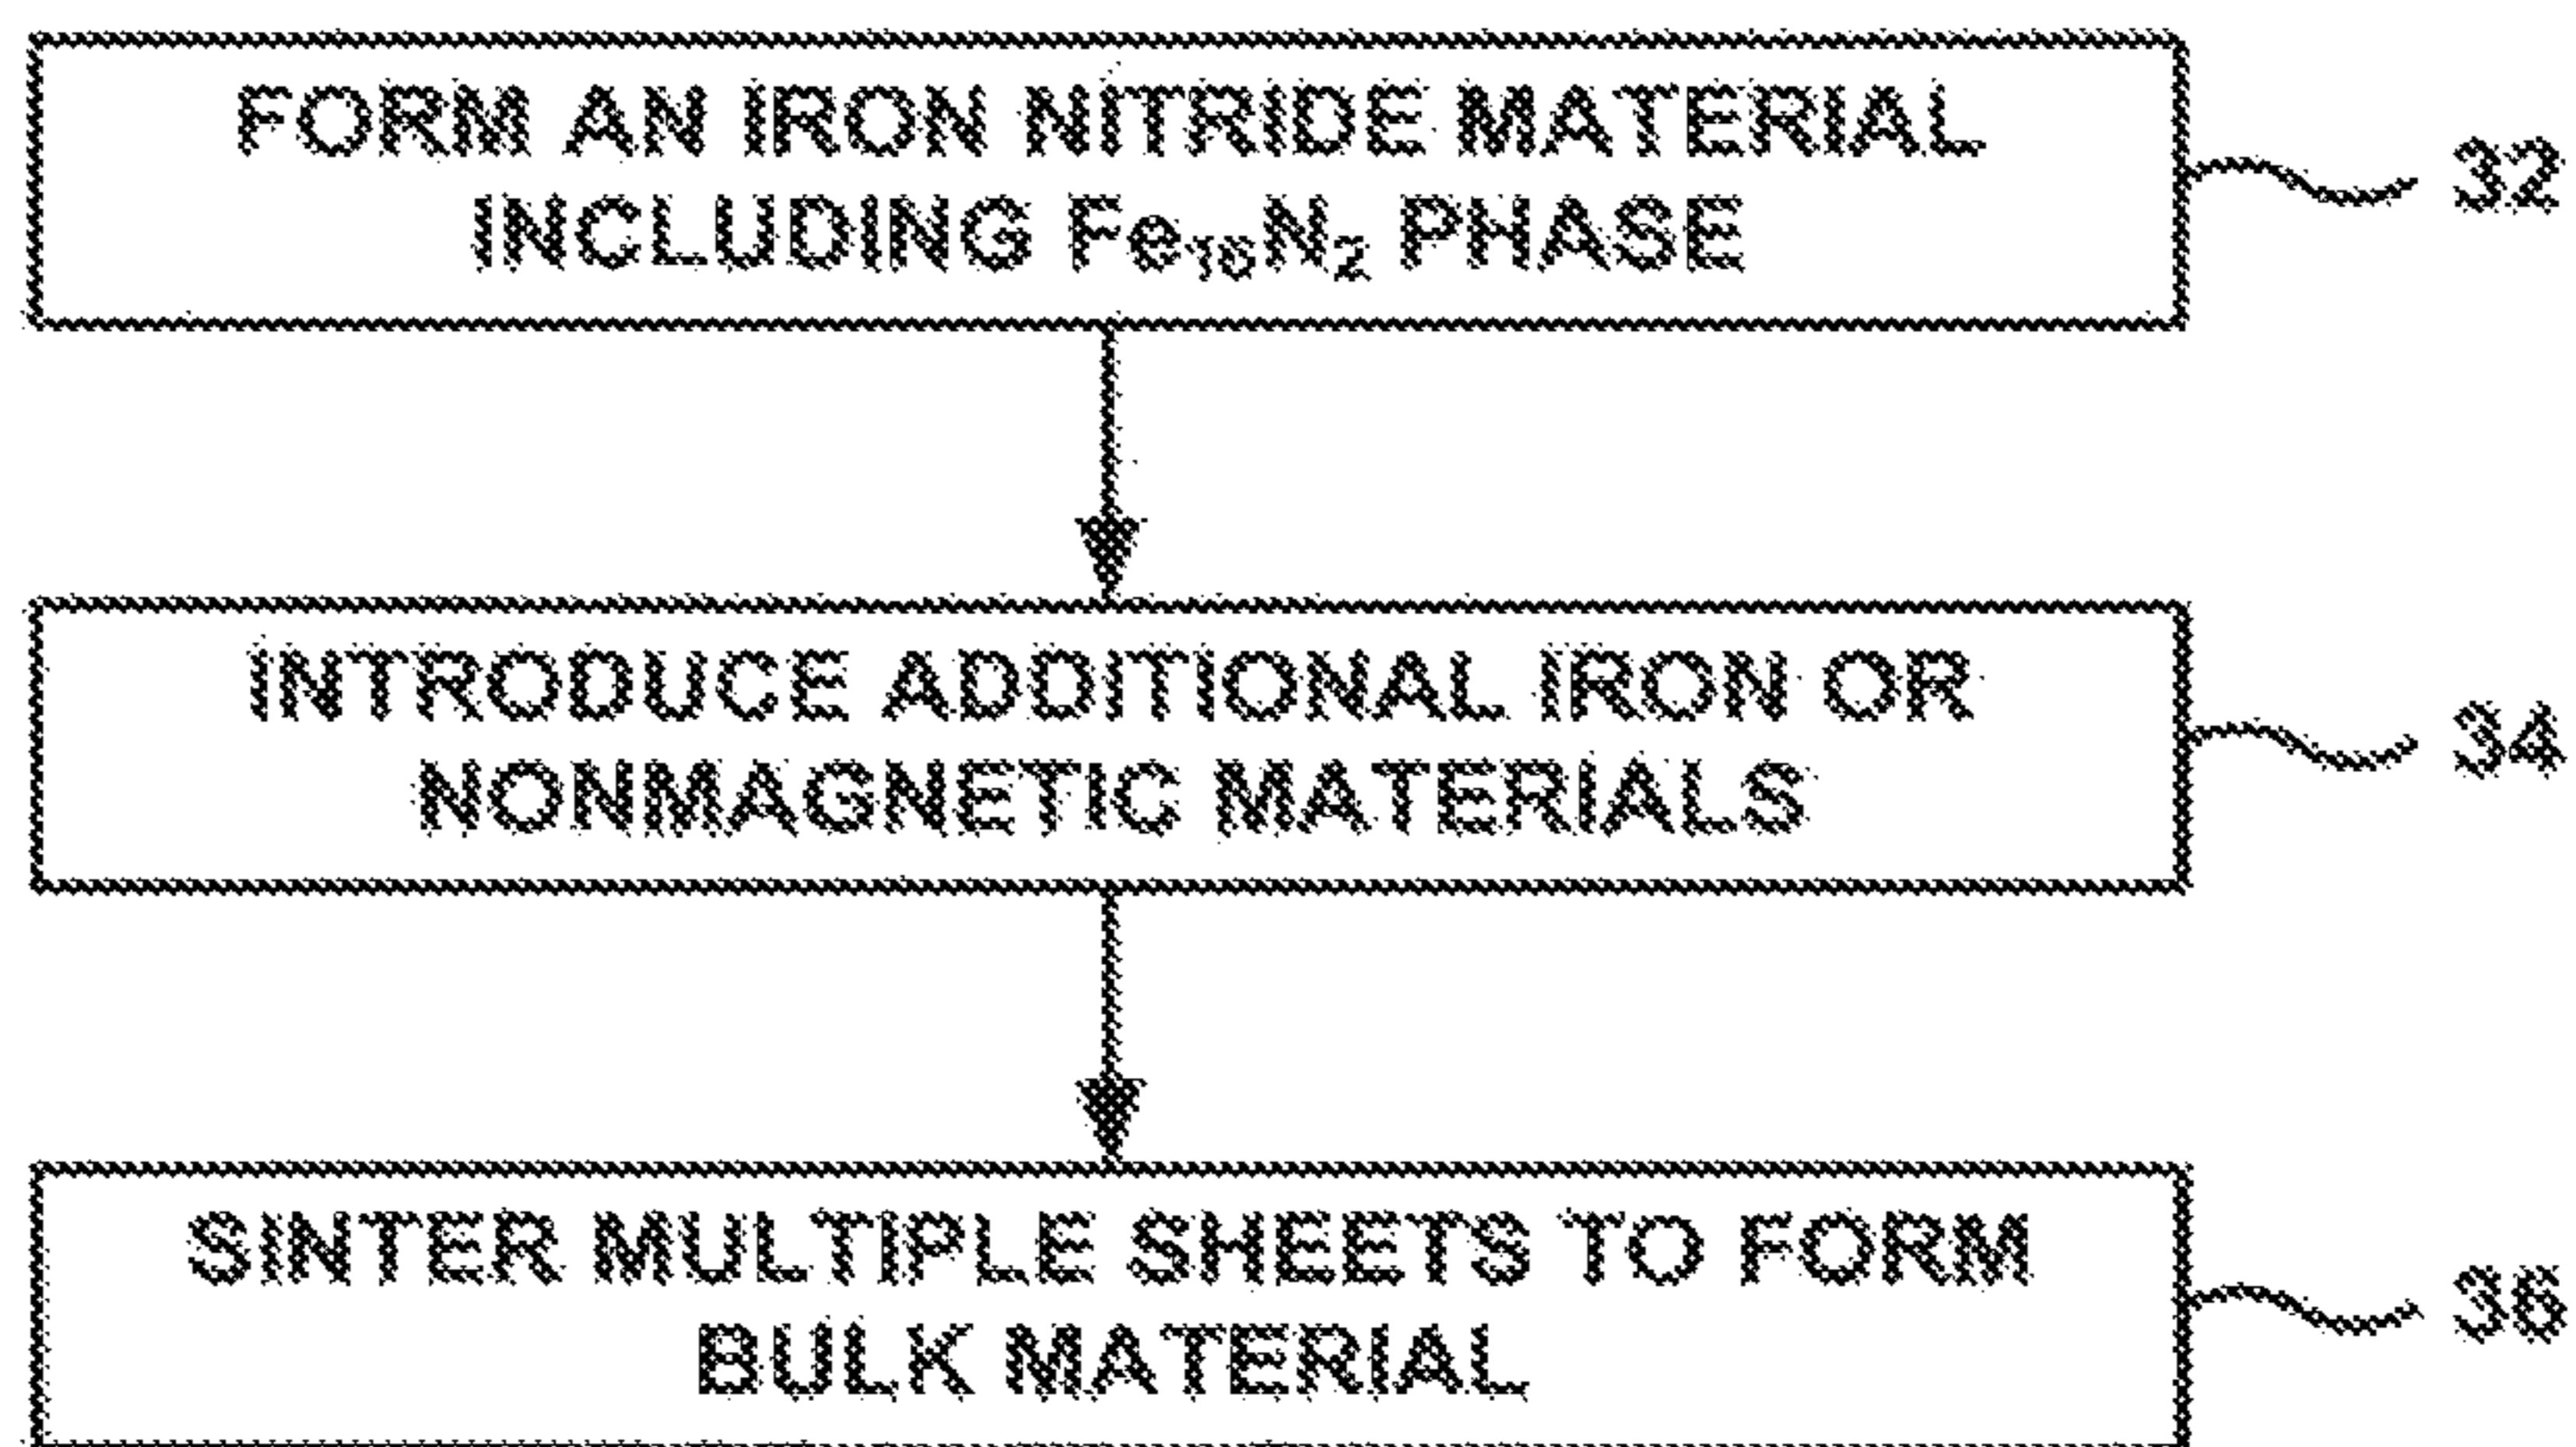 FORM AN IRON NITRIDE MATERIAL
INCLUDING Fe₁₆N₂ PHASE
32
INTRODUCE ADDITIONAL IRON OR
NONMAGNETIC MATERIALS
34
SINTER MULTIPLE SHEETS TO FORM
BULK MATERIAL
36